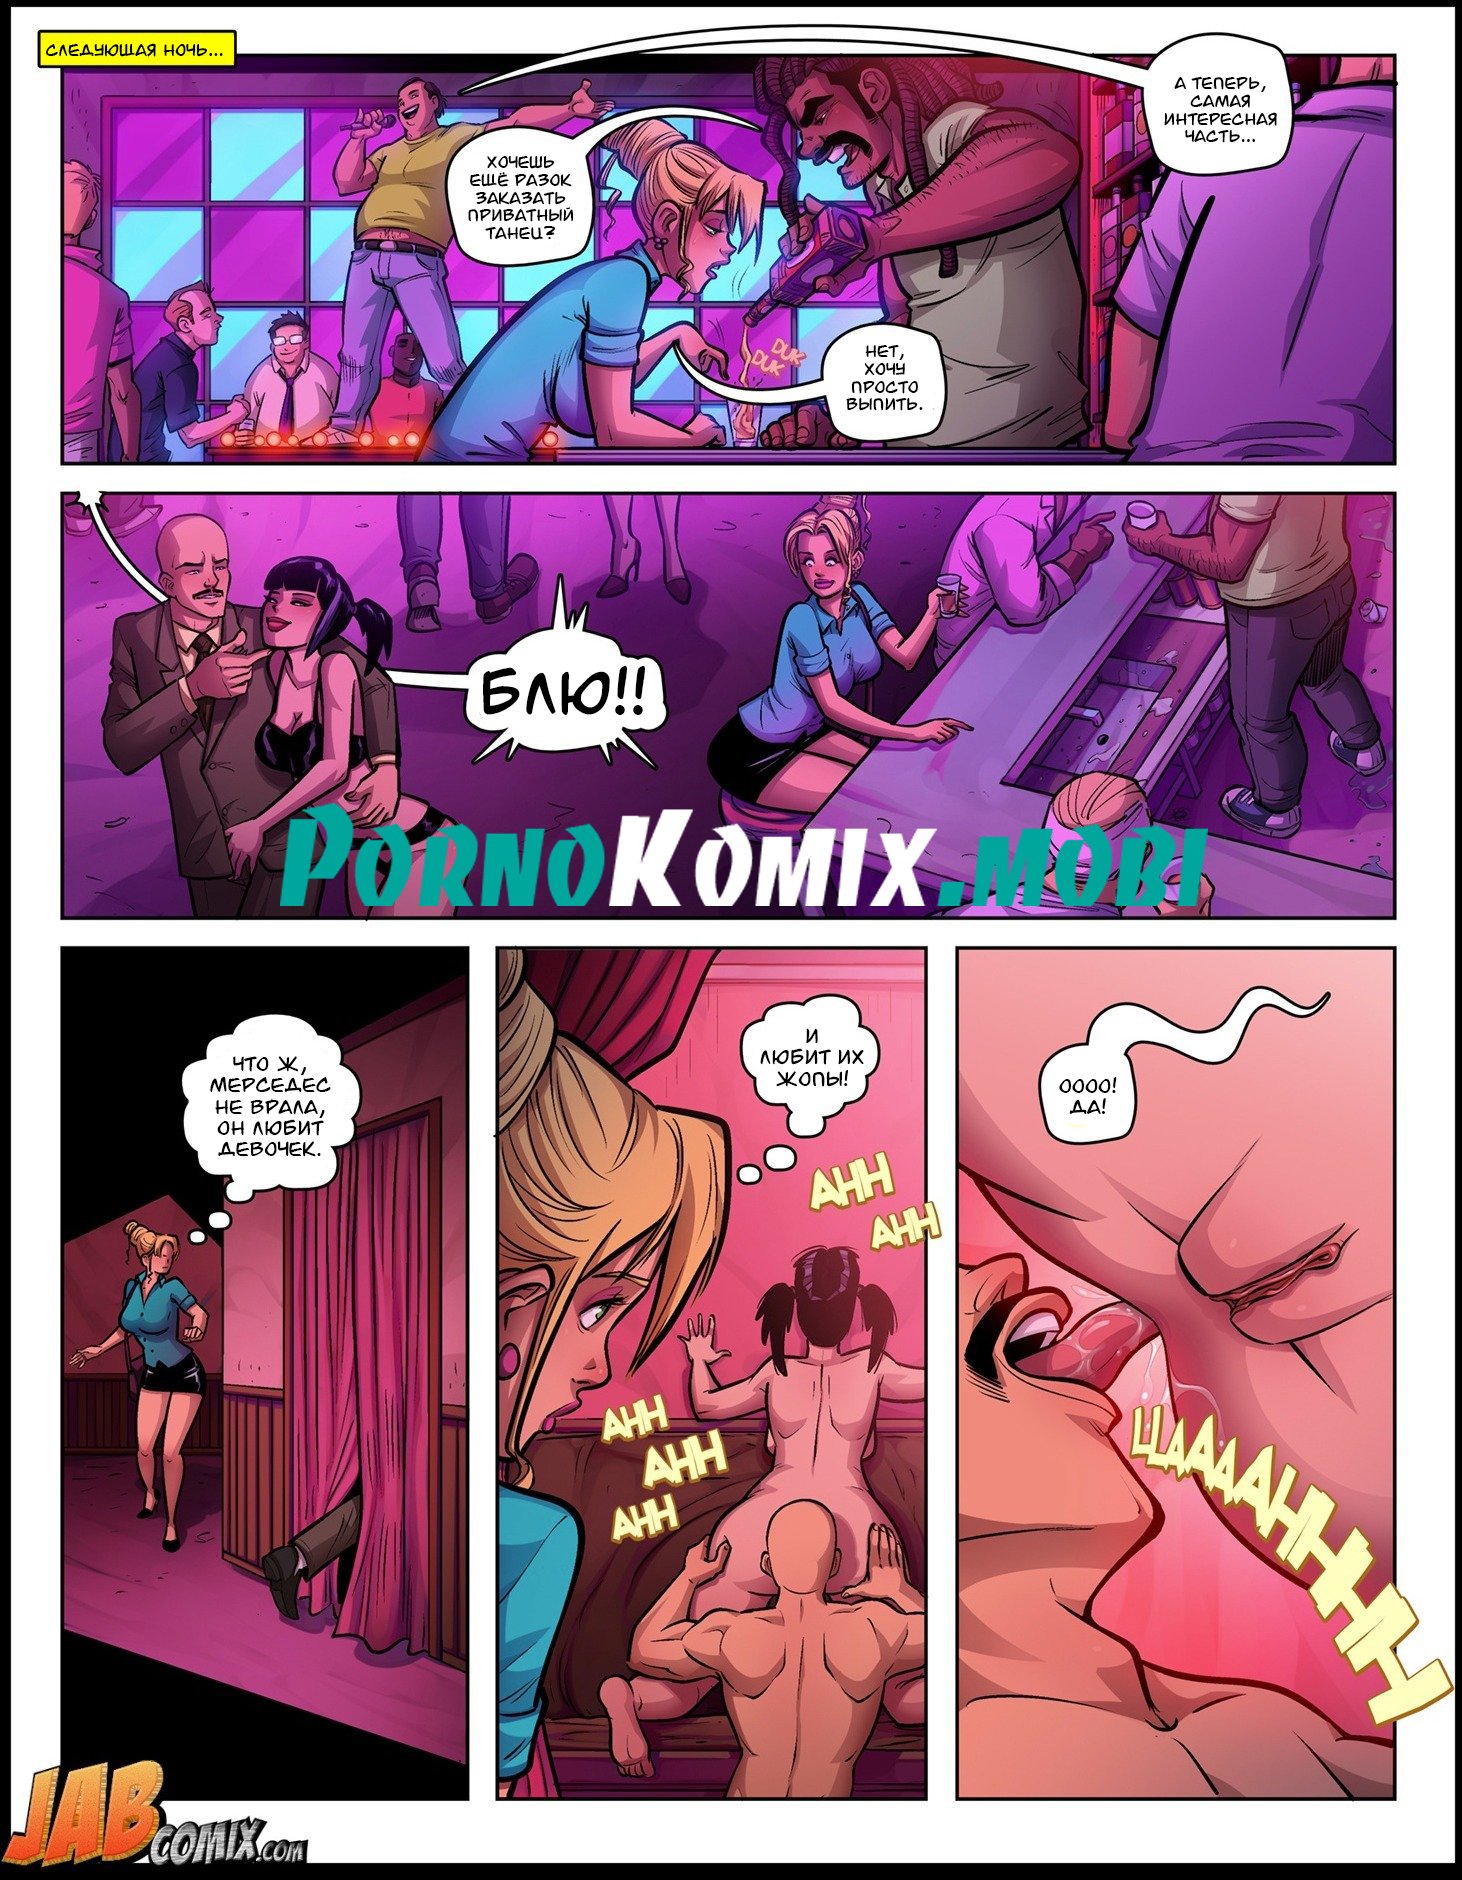 СЛЕДУЮЩАЯ НОЧЬ...
А ТЕПЕРЬ,
САМАЯ
ИНТЕРЕСНАЯ
ЧАСТЬ...
ХОЧЕШЬ
ЕЩЁ РАЗОК
ЗАКАЗАТЬ
ПРИВАТНЫЙ
ТАНЕЦ?
DUK
DUK
НЕТ,
ХОЧУ
ПРОСТО
ВЫПИТЬ.
БЛЮ!!
PORNOKOMIX.MOBI
ЧТО Ж,
МЕРСЕДЕС
НЕ ВРАЛА,
ОН ЛЮБИТ
ДЕВОЧЕК.
И
ЛЮБИТ ИХ
ЖОПЫ!
АНН
АНН
АНН
АНН
АНН
ОООО!
ДА!
ЦАААААНННН
JAB
COMIX.COM